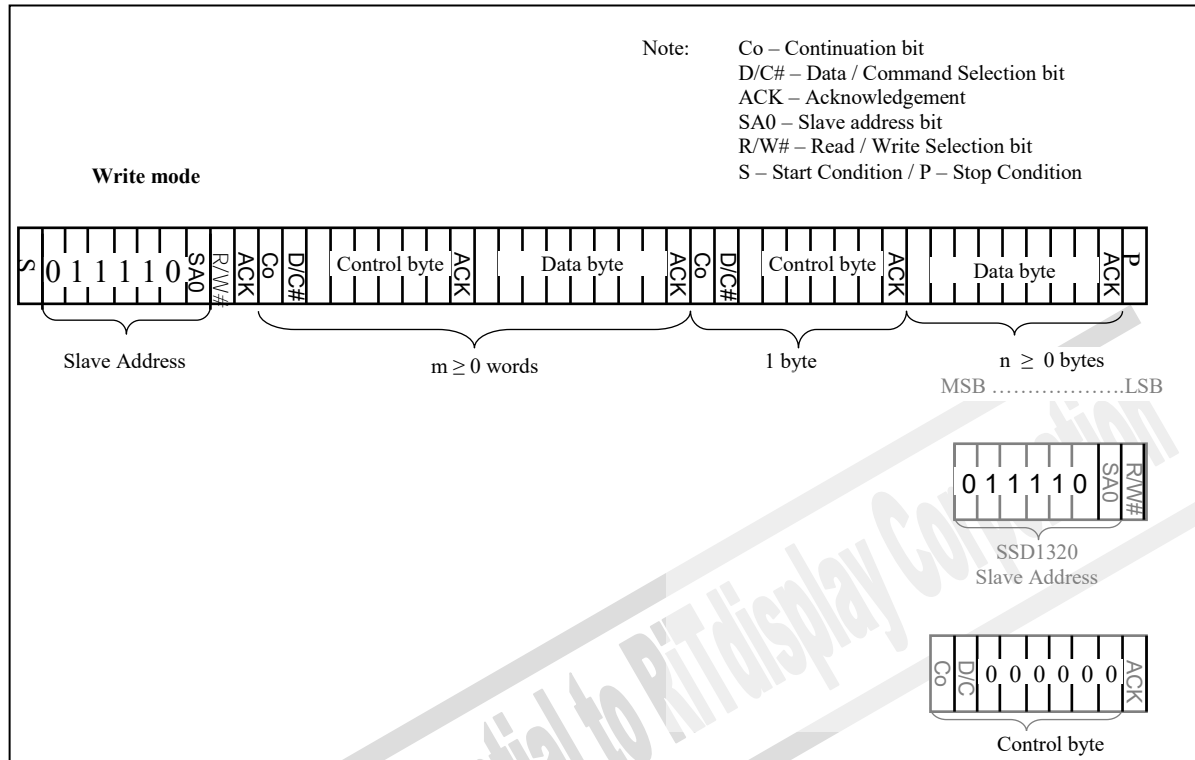 Note: Co – Continuation bit
D/C# – Data / Command Selection bit
ACK – Acknowledgement
SA0 – Slave address bit
R/W# – Read / Write Selection bit
S – Start Condition / P – Stop Condition
Write mode
S 0 1 1 1 1 0 SA0 R/W# ACK Co D/C# Control byte ACK Data byte ACK Co D/C# Control byte ACK Data byte ACK P
Slave Address m ≥ 0 words 1 byte n ≥ 0 bytes
MSB ………………….LSB
0 1 1 1 1 0 SA0 R/W#
SSD1320
Slave Address
Co D/C 0 0 0 0 0 0 ACK
Control byte
tial to RiTdisplay Corporation